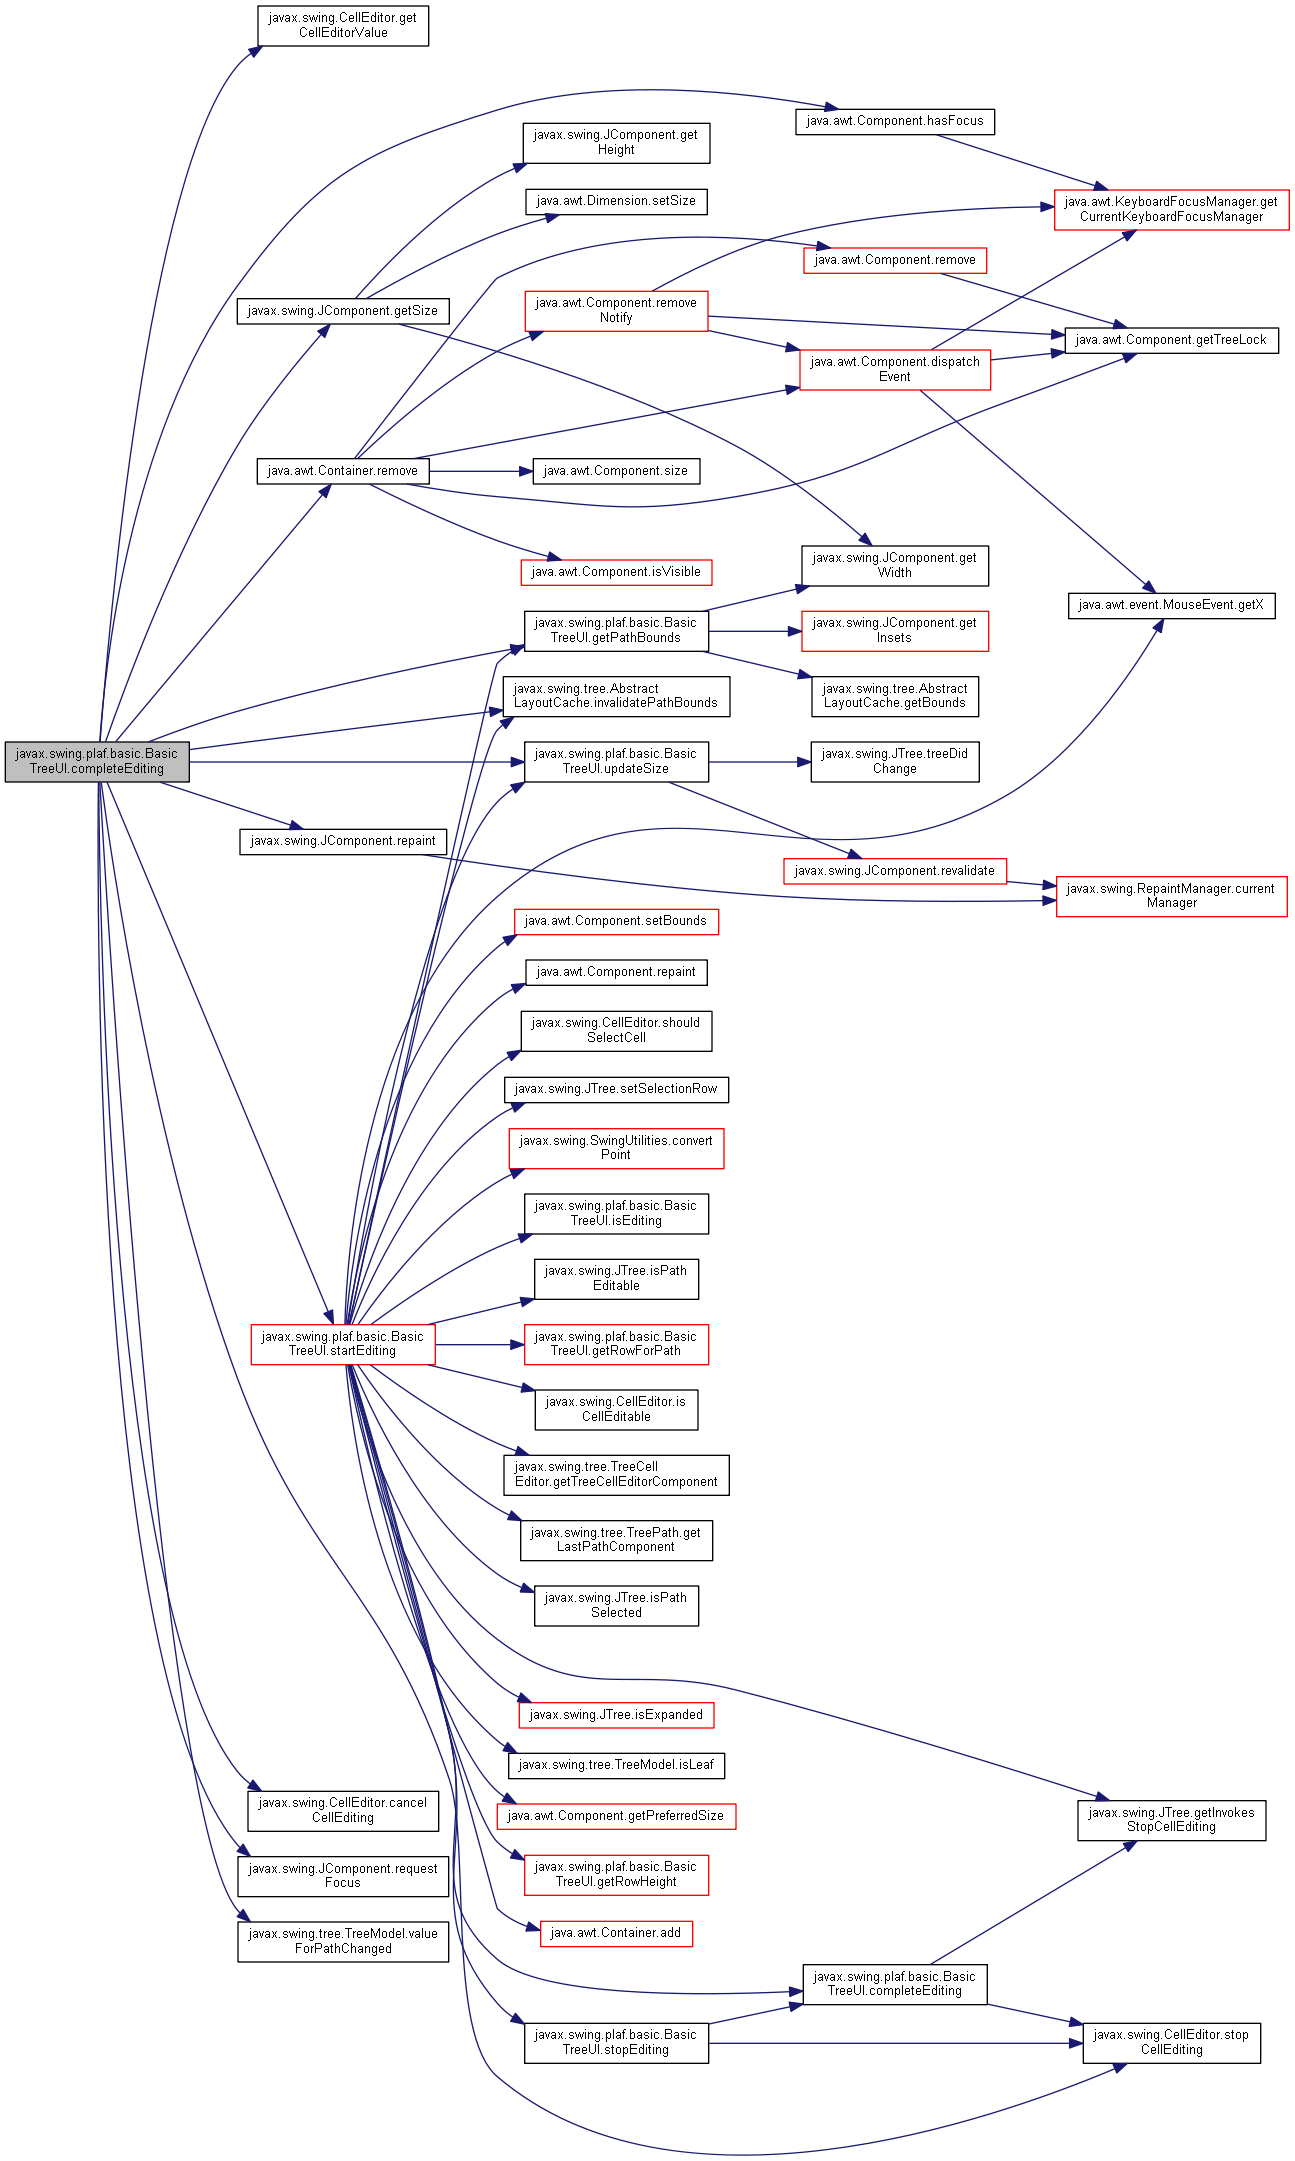 javax.swing.CellEditor.get
CellEditorValue
java.awt.Component.hasFocus
javax.swing.JComponent.get
Height
java.awt.Dimension.setSize
java.awt.KeyboardFocusManager.get
CurrentKeyboardFocusManager
java.awt.Component.remove
javax.swing.JComponent.getSize
java.awt.Component.remove
Notify
java.awt.Component.getTreeLock
java.awt.Component.dispatch
Event
java.awt.Container.remove
java.awt.Component.size
javax.swing.JComponent.get
Width
java.awt.Component.isVisible
java.awt.event.MouseEvent.getX
javax.swing.plaf.basic.Basic
TreeUI.getPathBounds
javax.swing.JComponent.get
Insets
javax.swing.tree.Abstract
LayoutCache.invalidatePathBounds
javax.swing.tree.Abstract
LayoutCache.getBounds
javax.swing.plaf.basic.Basic
TreeUI.completeEditing
javax.swing.plaf.basic.Basic
TreeUI.updateSize
javax.swing.JTree.treeDid
Change
javax.swing.JComponent.repaint
javax.swing.JComponent.revalidate
javax.swing.RepaintManager.current
Manager
java.awt.Component.setBounds
java.awt.Component.repaint
javax.swing.CellEditor.should
SelectCell
javax.swing.JTree.setSelectionRow
javax.swing.SwingUtilities.convert
Point
javax.swing.plaf.basic.Basic
TreeUI.isEditing
javax.swing.JTree.isPath
Editable
javax.swing.plaf.basic.Basic
TreeUI.startEditing
javax.swing.plaf.basic.Basic
TreeUI.getRowForPath
javax.swing.CellEditor.is
CellEditable
javax.swing.tree.TreeCell
Editor.getTreeCellEditorComponent
javax.swing.tree.TreePath.get
LastPathComponent
javax.swing.JTree.isPath
Selected
javax.swing.JTree.isExpanded
javax.swing.tree.TreeModel.isLeaf
javax.swing.CellEditor.cancel
CellEditing
java.awt.Component.getPreferredSize
javax.swing.JTree.getInvokes
StopCellEditing
javax.swing.JComponent.request
Focus
javax.swing.plaf.basic.Basic
TreeUI.getRowHeight
javax.swing.tree.TreeModel.value
ForPathChanged
java.awt.Container.add
javax.swing.plaf.basic.Basic
TreeUI.completeEditing
javax.swing.plaf.basic.Basic
TreeUI.stopEditing
javax.swing.CellEditor.stop
CellEditing